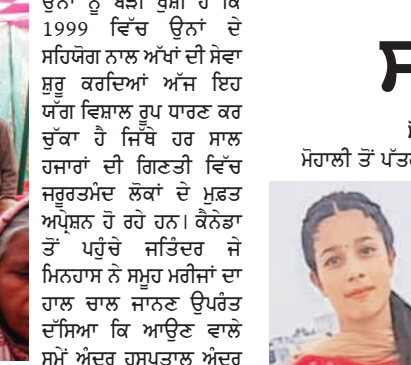 ਉਨਾਂ ਨੂੰ ਬੜੀ ਖੁਸ਼ੀ ਹੈ ਕਿ
1999 ਵਿੱਚ ਉਨਾਂ ਦੇ
ਸਹਿਯੋਗ ਨਾਲ ਅੱਖਾਂ ਦੀ ਸੇਵਾ
ਸ਼ੁਰੂ ਕਰਦਿਆਂ ਅੱਜ ਇਹ
ਯੱਗ ਵਿਸ਼ਾਲ ਰੂਪ ਧਾਰਣ ਕਰ
ਚੁੱਕਾ ਹੈ ਜਿੱਥੇ ਹਰ ਸਾਲ
ਹਜਾਰਾਂ ਦੀ ਗਿਣਤੀ ਵਿੱਚ
ਜਰੂਰਤਮੰਦ ਲੋਕਾਂ ਦੇ ਮੁਫ਼ਤ
ਅਪ੍ਰੇਸ਼ਨ ਹੋ ਰਹੇ ਹਨ। ਕੈਨੇਡਾ
ਤੋਂ ਪਹੁੰਚੇ ਜਤਿੰਦਰ ਜੇ
ਮਿਨਹਾਸ ਨੇ ਸਮੂਹ ਮਰੀਜਾਂ ਦਾ
ਹਾਲ ਚਾਲ ਜਾਨਣ ਉਪਰੰਤ
ਦੱਸਿਆ ਕਿ ਆਉਣ ਵਾਲੇ
ਸਮੇਂ ਅੰਦਰ ਹਸਪਤਾਲ ਅੰਦਰ
ਮੋਹਾਲੀ ਤੋਂ